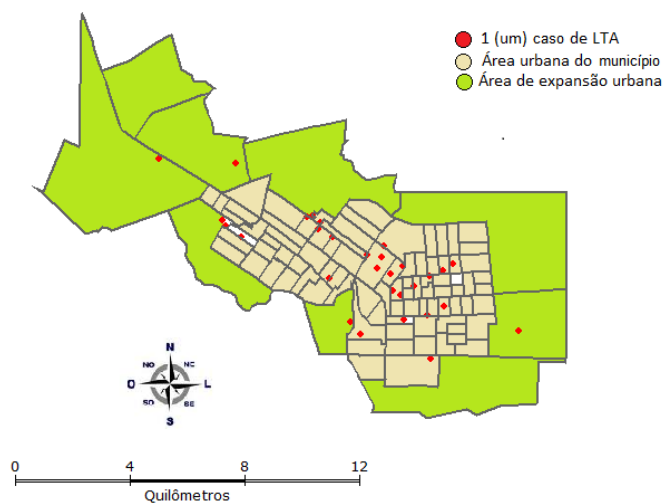 1 (um) caso de LTA
Área urbana do município
Área de expansão urbana
N
NO NE
O L
SO SE
S
0 4 8 12
Quilômetros